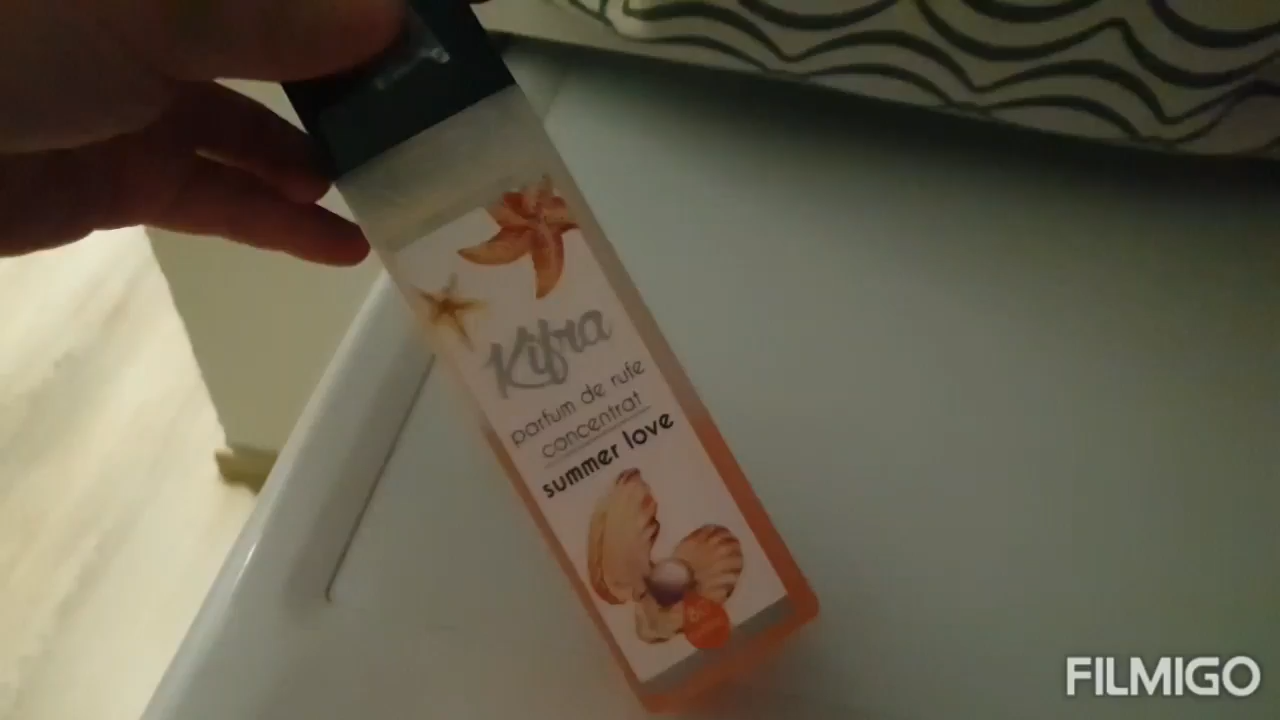 Kifra
parfum de rufe
concentrat
summer love
FILMIGO